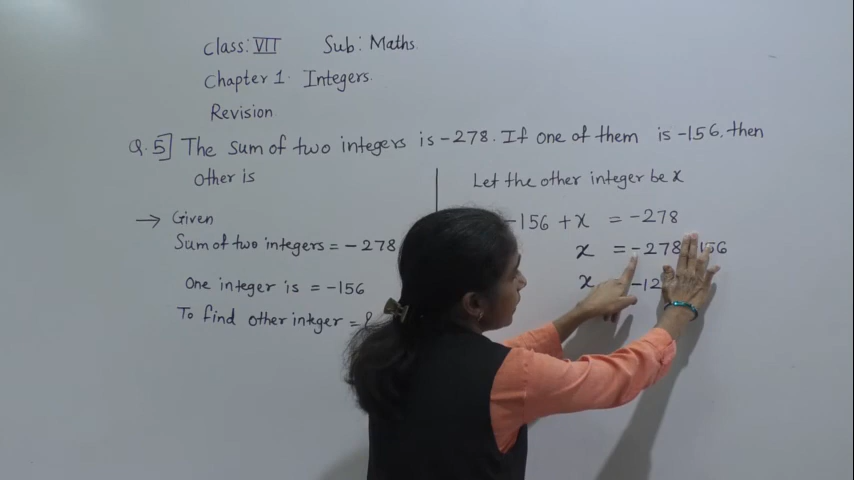 Class: VII Sub: Maths.
Chapter 1. Integers.
Revision
Q.5] The sum of two integers is -278. If one of them is -156, then
other is
→ Given
Sum of two integers = -278
One integer is = -156
To find other integer =
Let the other integer be x
-156 + x = -278
x = -278 156
x -12